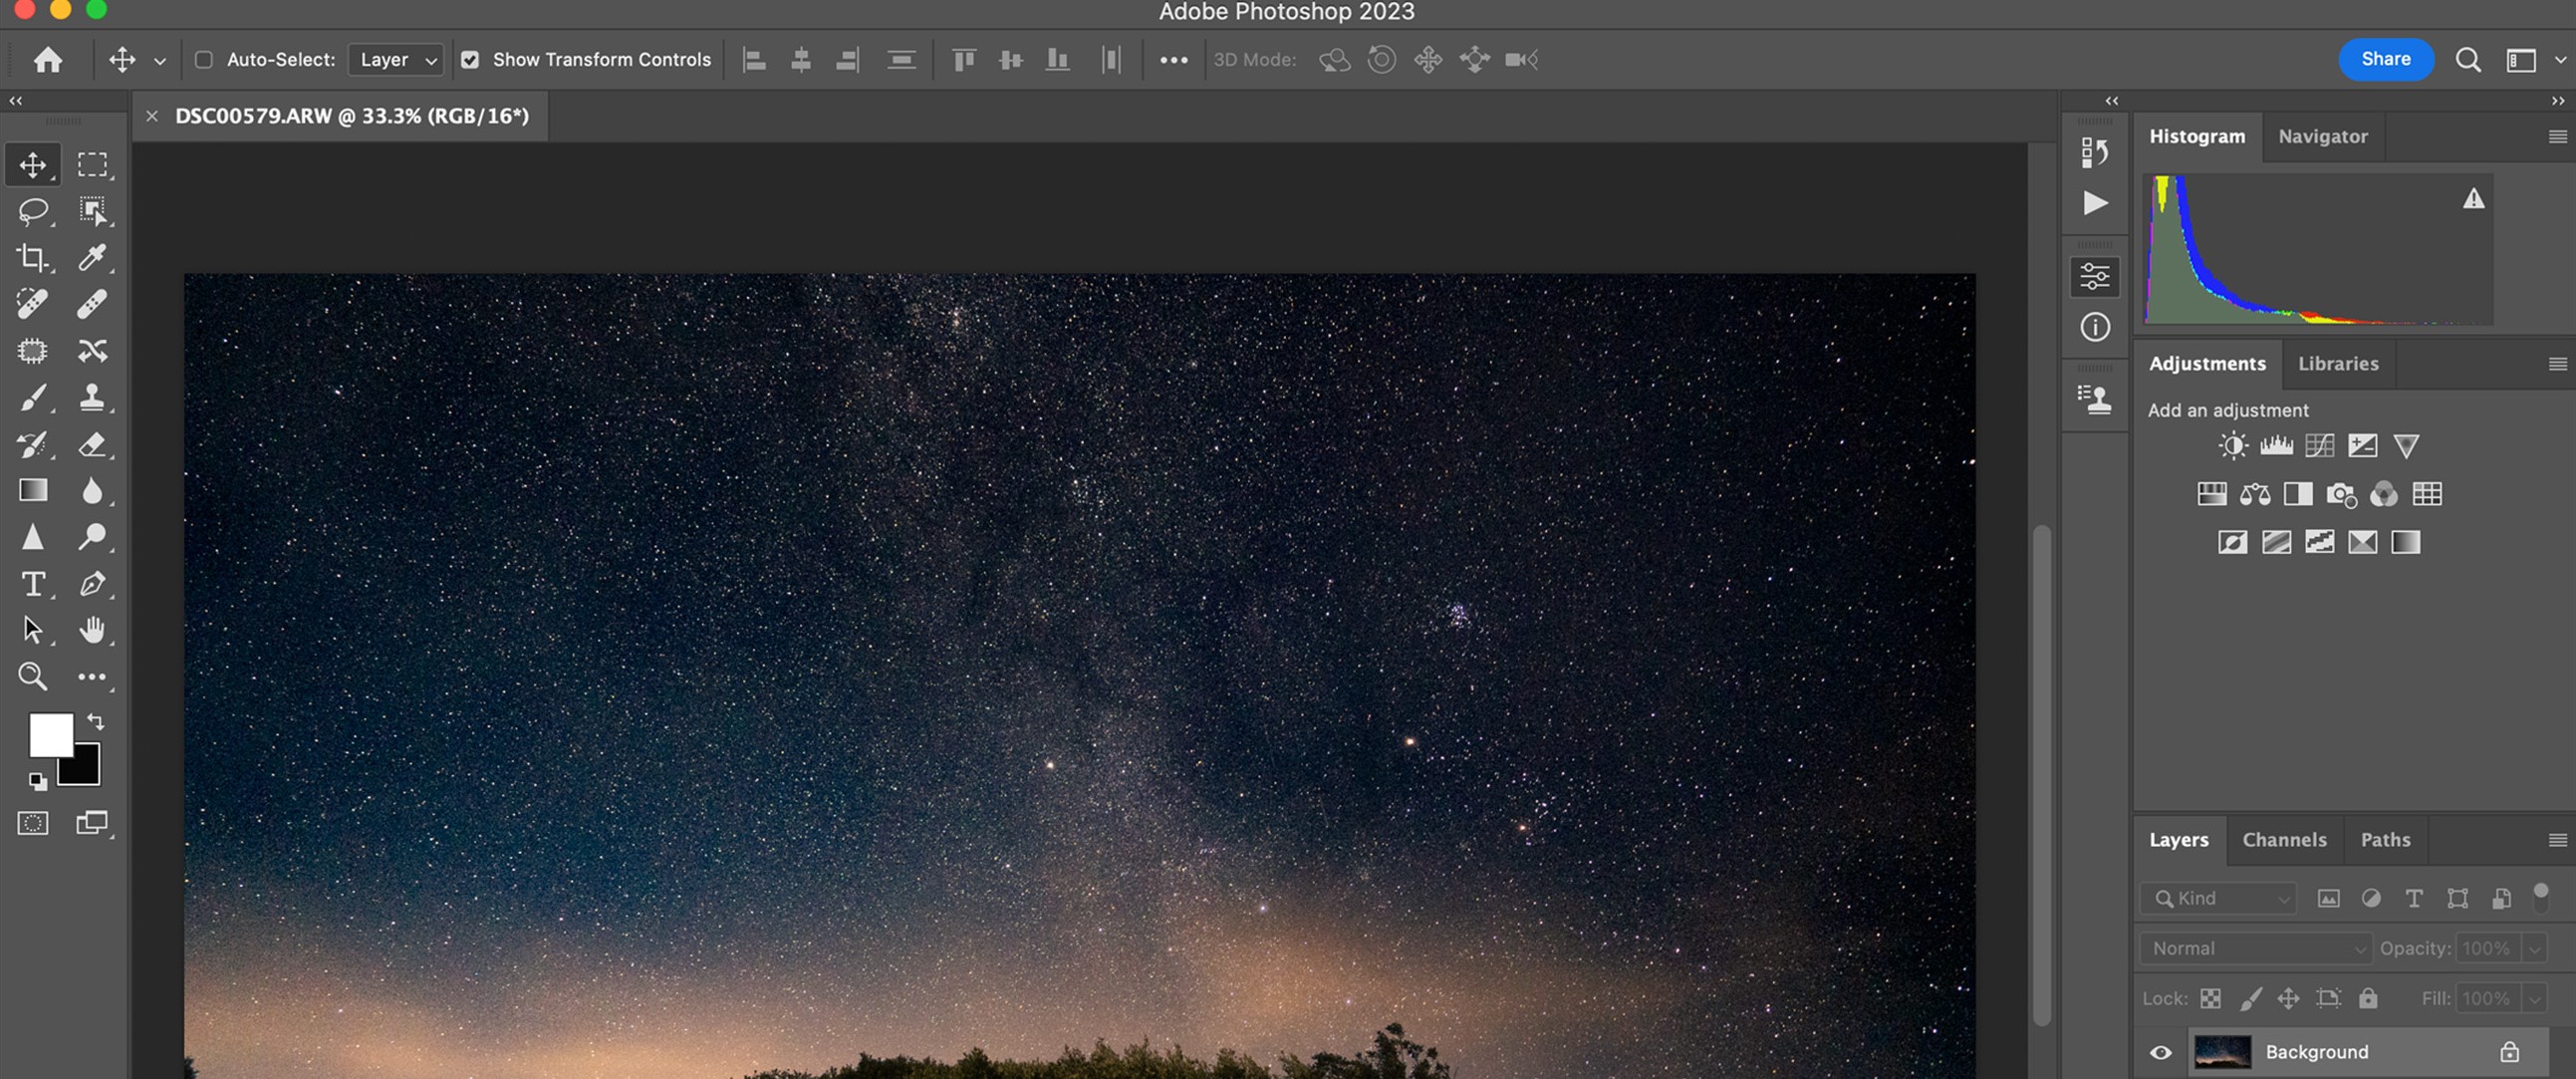 Adobe Photoshop 2023
Auto-Select: Layer Show Transform Controls 3D Mode: Share
DSC00579.ARW @ 33.3% (RGB/16*)
Histogram Navigator
Adjustments Libraries
Add an adjustment
Layers Channels Paths
Kind
Normal Opacity: 100%
Lock: Fill: 100%
Background